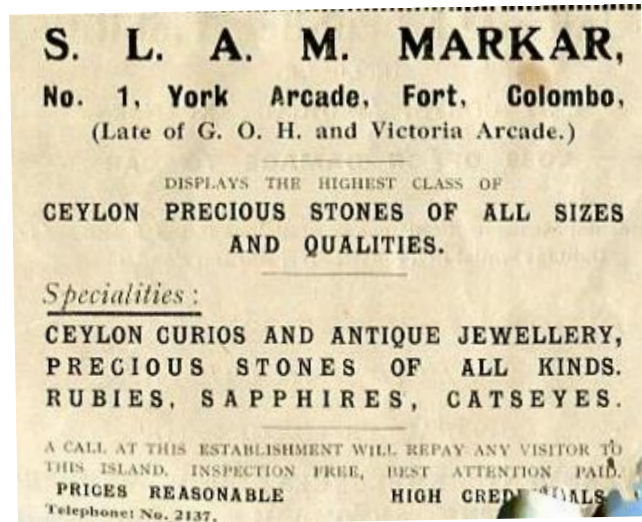 S. L. A. M. MARKAR,
No. 1, York Arcade, Fort, Colombo,
(Late of G. O. H. and Victoria Arcade.)
DISPLAYS THE HIGHEST CLASS OF
CEYLON PRECIOUS STONES OF ALL SIZES
AND QUALITIES.
Specialities :
CEYLON CURIOS AND ANTIQUE JEWELLERY,
PRECIOUS STONES OF ALL KINDS.
RUBIES, SAPPHIRES, CATSEYES.
A CALL AT THIS ESTABLISHMENT WILL REPAY ANY VISITOR TO
THIS ISLAND. INSPECTION FREE, BEST ATTENTION PAID.
PRICES REASONABLE HIGH
Telephone: No. 2137.